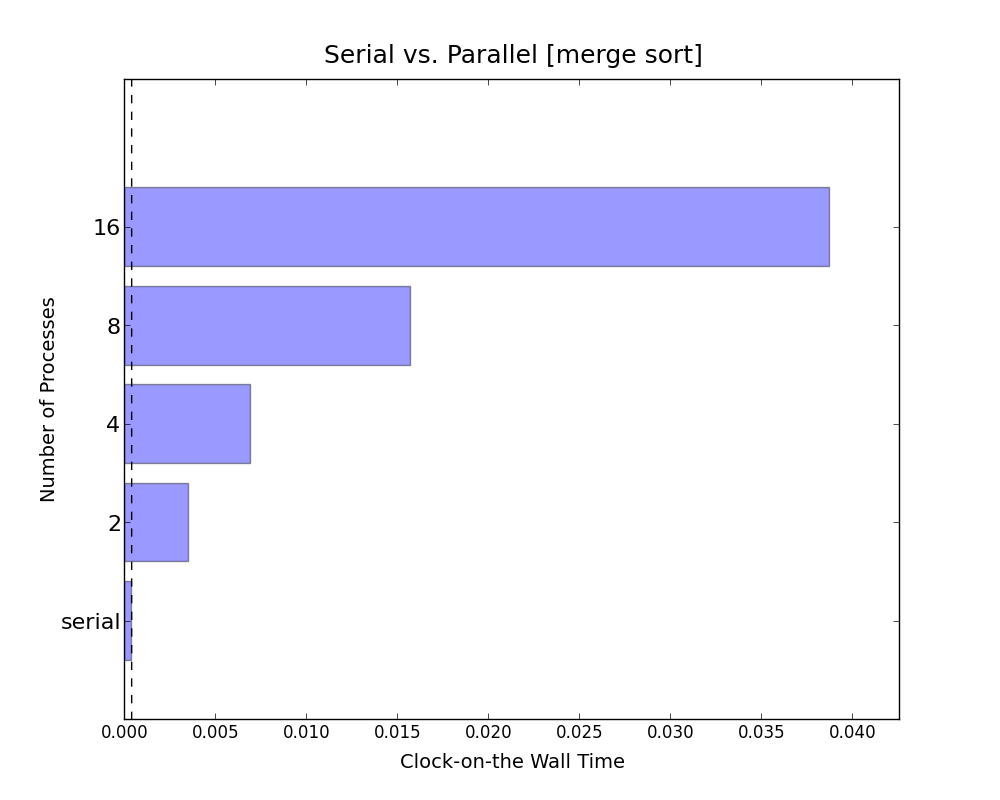 Serial vs. Parallel [merge sort]
Number of Processes
16
8
4
2
serial
0.000 0.005 0.010 0.015 0.020 0.025 0.030 0.035 0.040
Clock-on-the Wall Time